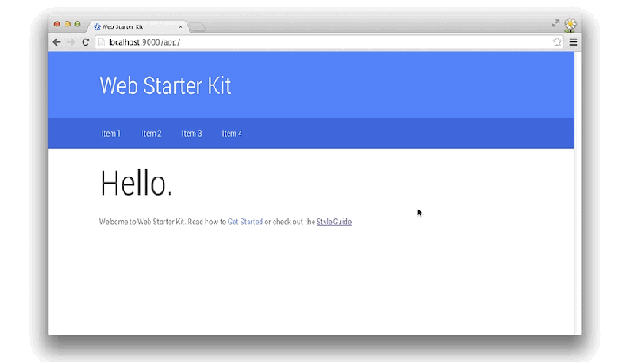 Web Starter Kit
localhost:9000/app/
Web Starter Kit
Item 1 Item 2 Item 3 Item 4
Hello.
Welcome to Web Starter Kit. Read how to Get Started or check out the Style Guide